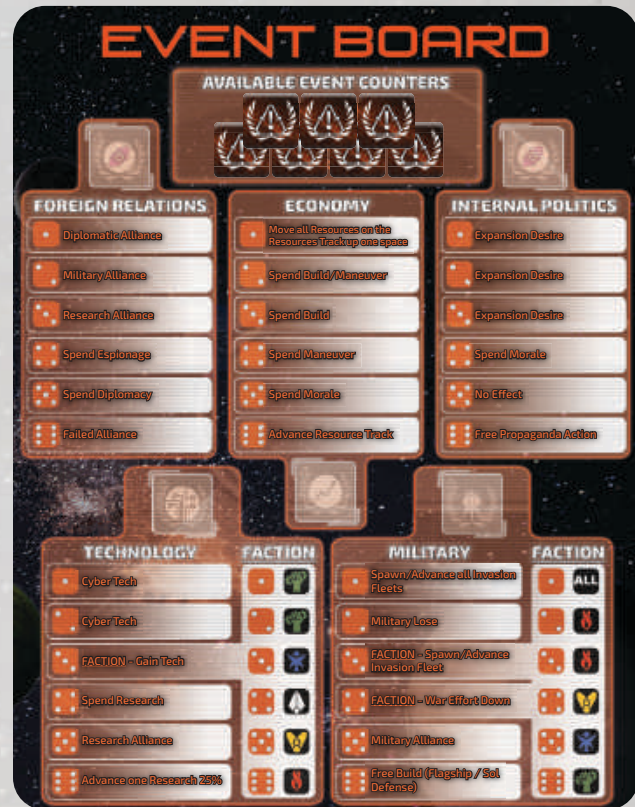 EVENT BOARD
AVAILABLE EVENT COUNTERS
FOREIGN RELATIONS
Diplomatic Alliance
Military Alliance
Research Alliance
Spend Espionage
Spend Diplomacy
Failed Alliance
ECONOMY
Move all Resources on the
Resources Track up one space
Spend Build/Maneuver
Spend Build
Spend Maneuver
Spend Morale
Advance Resource Track
INTERNAL POLITICS
Expansion Desire
Expansion Desire
Expansion Desire
Spend Morale
No Effect
Free Propaganda Action
TECHNOLOGY
FACTION
Cyber Tech
Cyber Tech
FACTION - Gain Tech
Spend Research
Research Alliance
Advance one Research 25%
MILITARY
FACTION
Spawn/Advance all Invasion
Fleets
ALL
Military Lose
FACTION - Spawn/Advance
Invasion Fleet
FACTION - War Effort Down
Military Alliance
Free Build (Flagship / Sol
Defense)